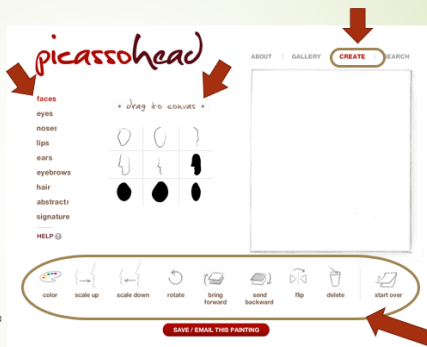 picassohead
ABOUT | GALLERY CREATE | SEARCH
faces
eyes
noses
lips
ears
eyebrows
hair
abstracts
signature
HELP
• drag to canvas •
color
scale up
scale down
rotate
bring
forward
send
backward
flip
delete
start over
SAVE / EMAIL THIS PAINTING